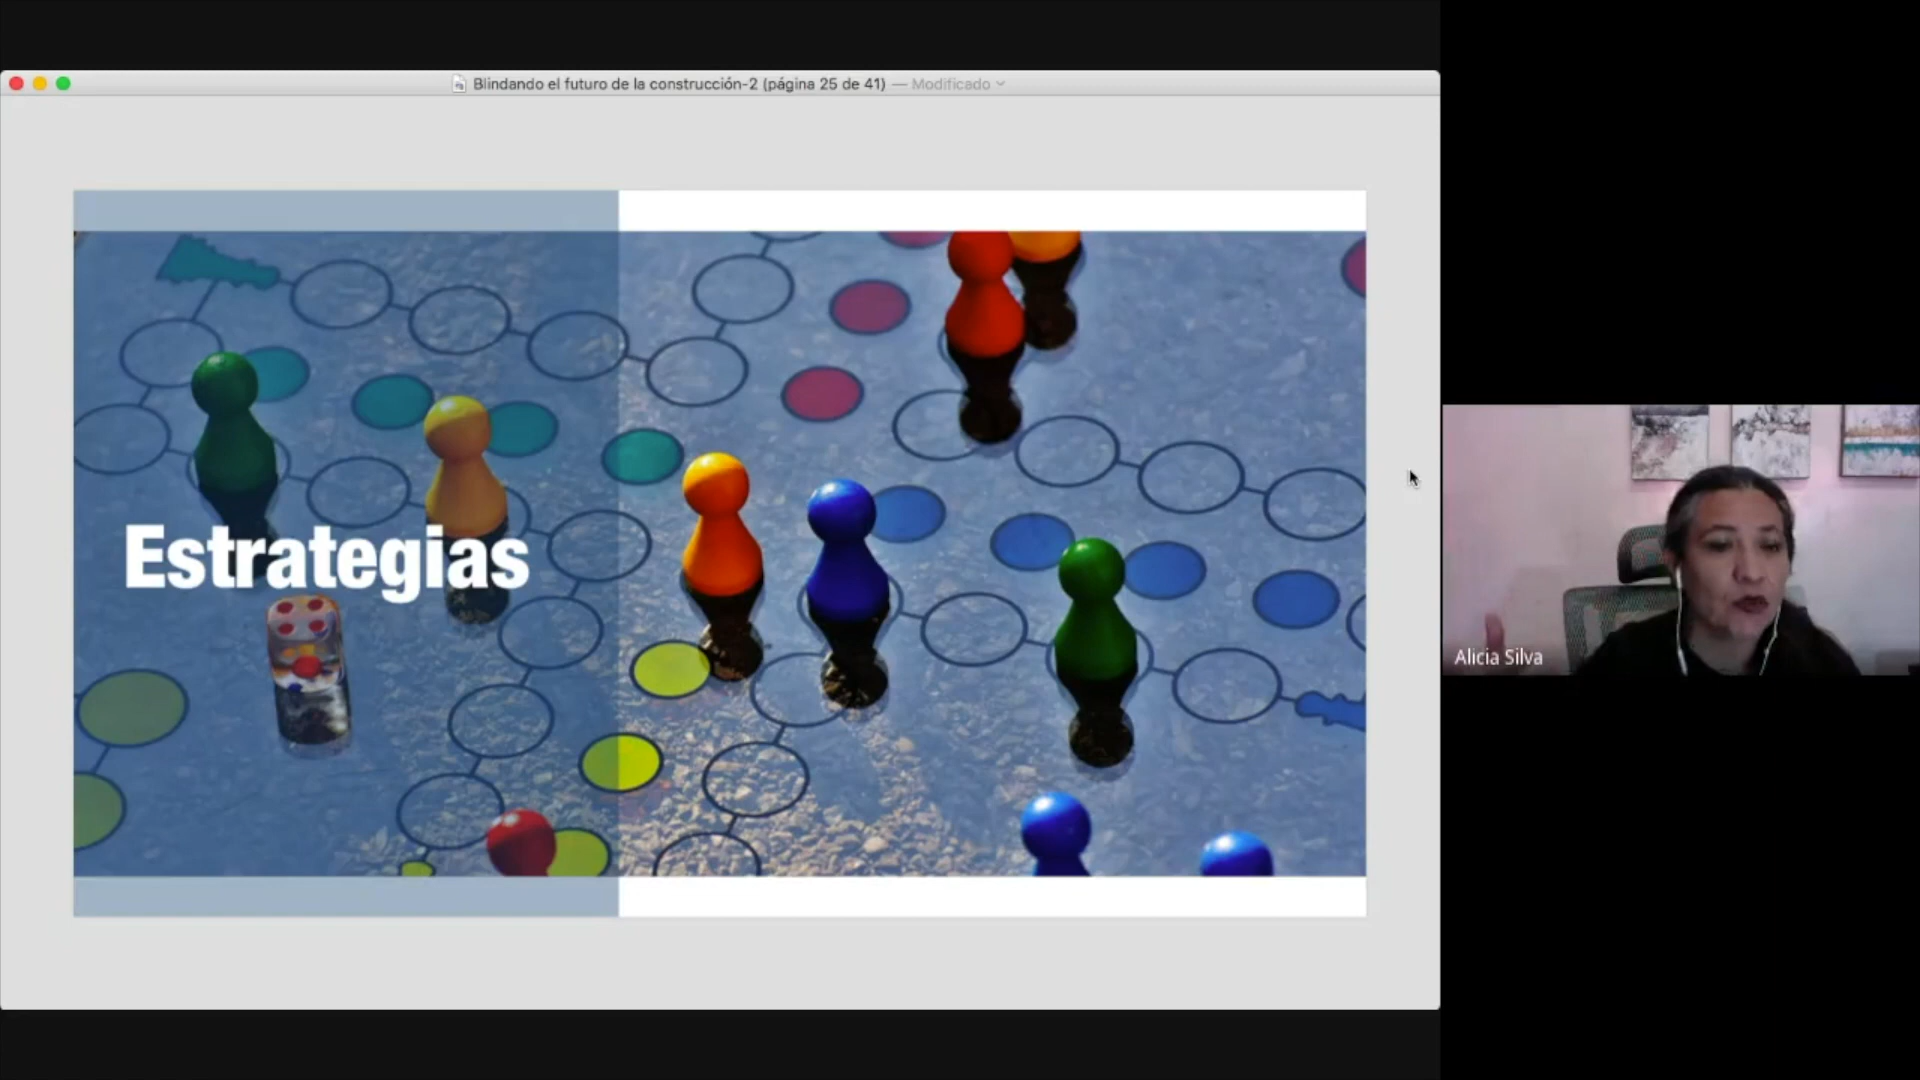 Blindando el futuro de la construcción-2 (página 25 de 41) — Modificado
Estrategias
Alicia Silva